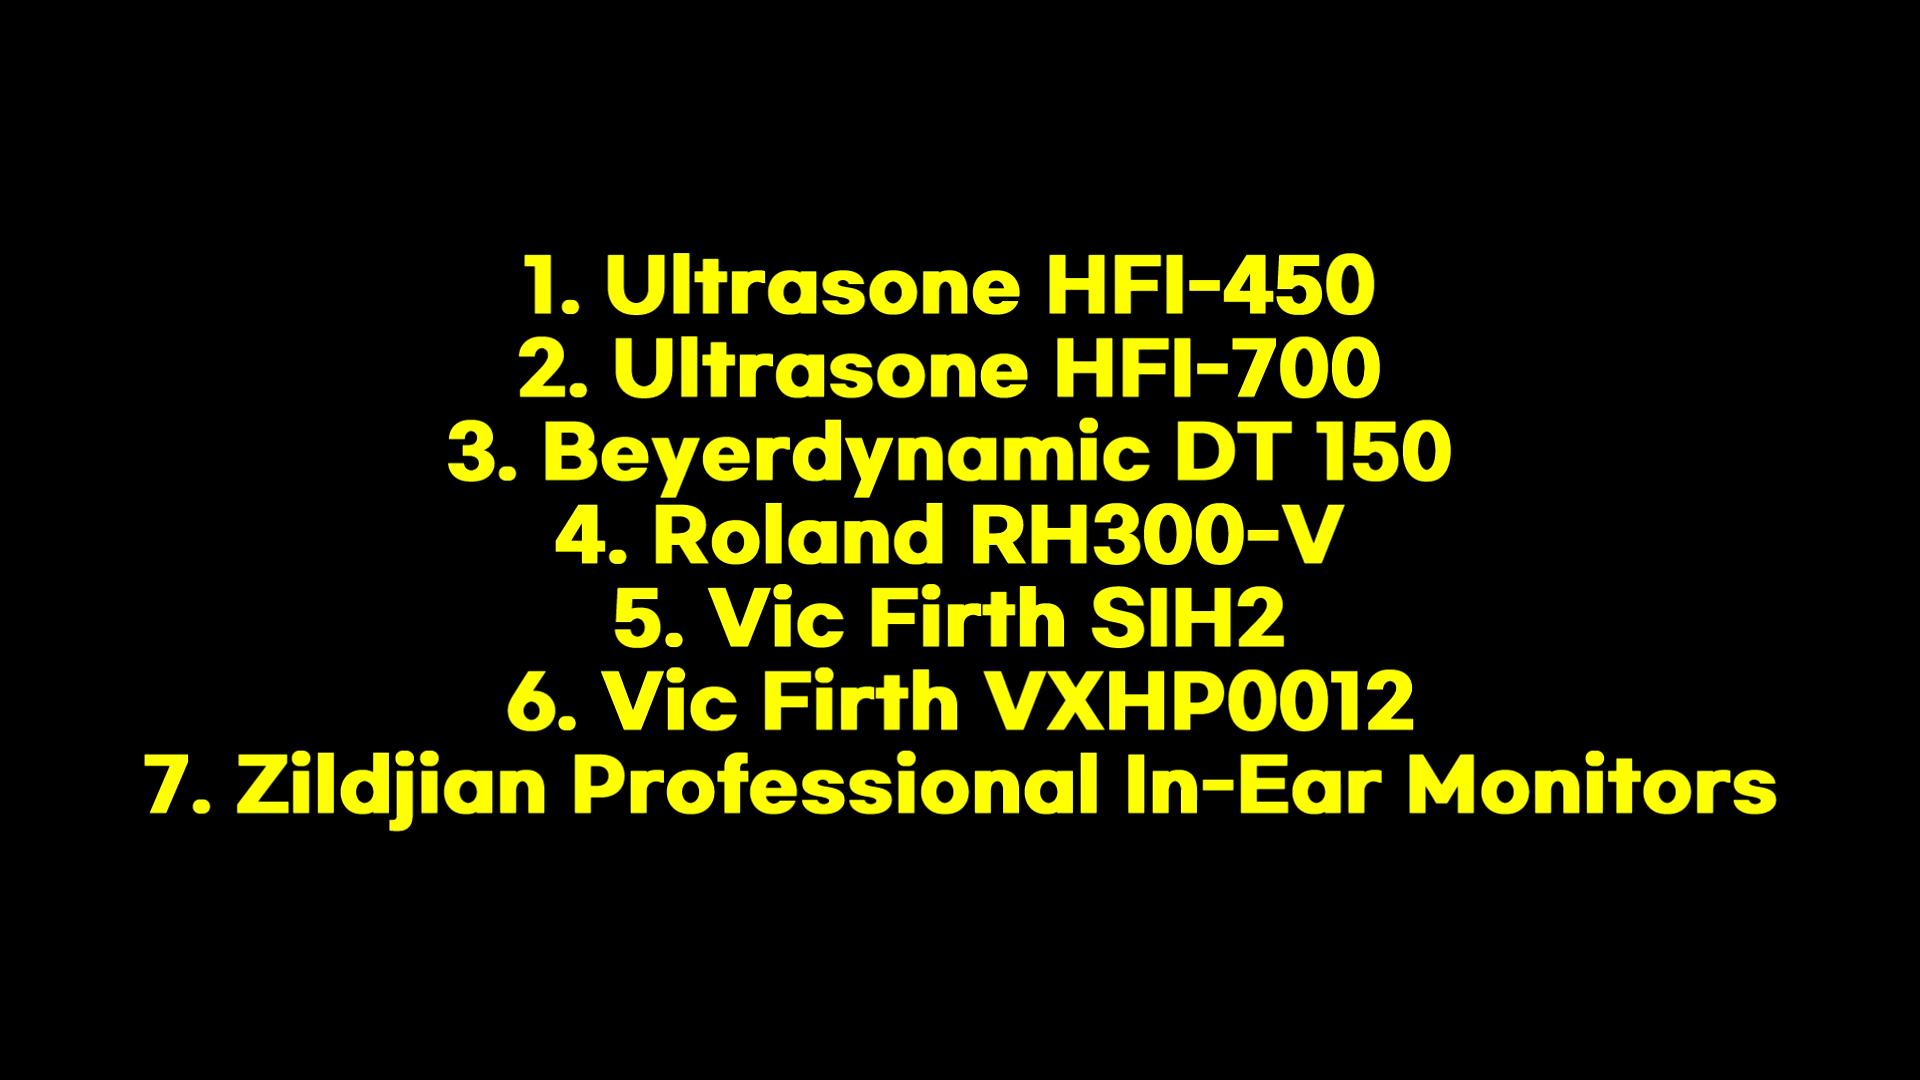 1. Ultrasone HFI-450
2. Ultrasone HFI-700
3. Beyerdynamic DT 150
4. Roland RH300-V
5. Vic Firth SIH2
6. Vic Firth VXHP0012
7. Zildjian Professional In-Ear Monitors